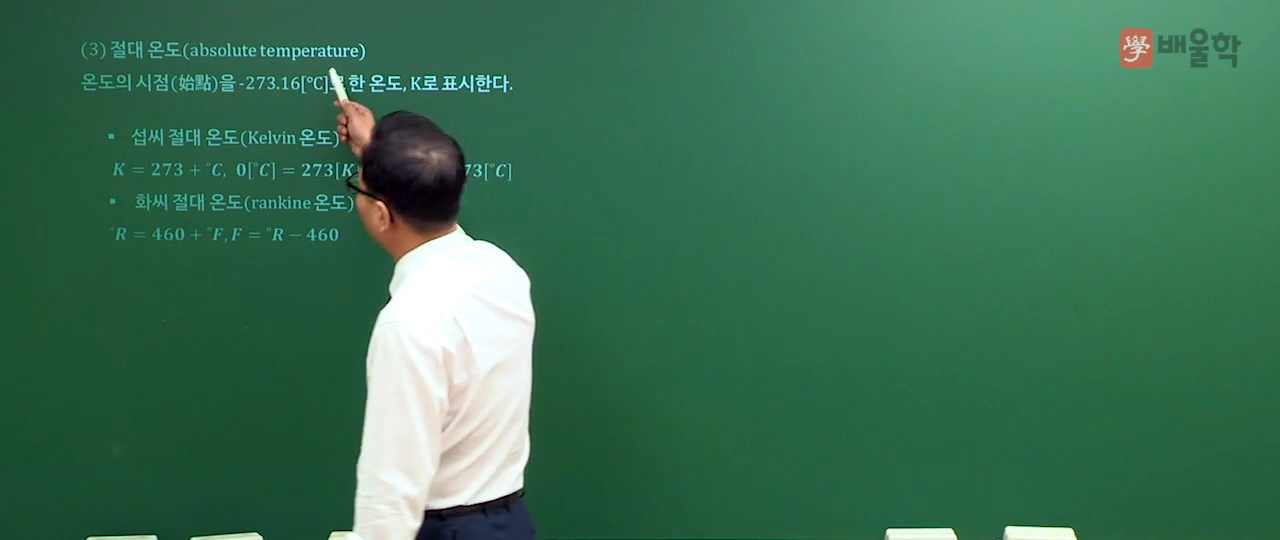 (3) 절대 온도(absolute temperature)
學 배울학
온도의 시점(始點)을 -273.16[℃]로 한 온도, K로 표시한다.
▪ 섭씨 절대 온도(Kelvin 온도)
K = 273 + °C, 0[°C] = 273[K 73[°C]
▪ 화씨 절대 온도(rankine 온도)
°R = 460 + °F, F = °R − 460